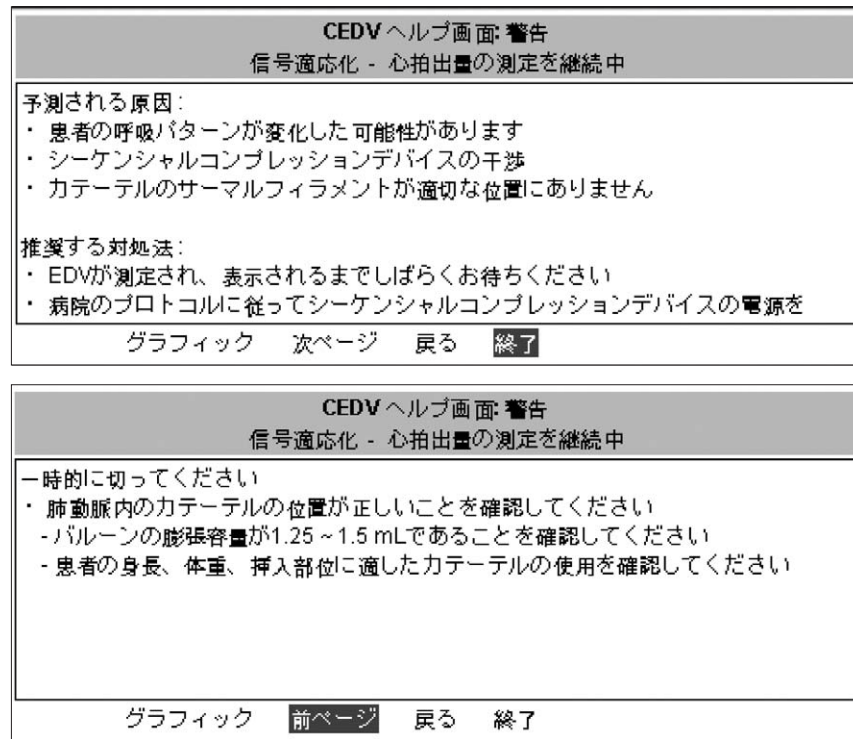 CEDV ヘルプ画面: 警告
信号適応化 - 心拍出量の測定を継続中
予測される原因:
・ 患者の呼吸パターンが変化した可能性があります
・ シーケンシャルコンプレッションデバイスの干渉
・ カテーテルのサーマルフィラメントが適切な位置にありません
推奨する対処法:
・ EDVが測定され、表示されるまでしばらくお待ちください
・ 病院のプロトコルに従ってシーケンシャルコンプレッションデバイスの電源を
グラフィック 次ページ 戻る 終了
CEDV ヘルプ画面: 警告
信号適応化 - 心拍出量の測定を継続中
一時的に切ってください
・ 肺動脈内のカテーテルの位置が正しいことを確認してください
- バルーンの膨張容量が1.25 ~ 1.5 mLであることを確認してください
- 患者の身長、体重、挿入部位に適したカテーテルの使用を確認してください
グラフィック 前ページ 戻る 終了